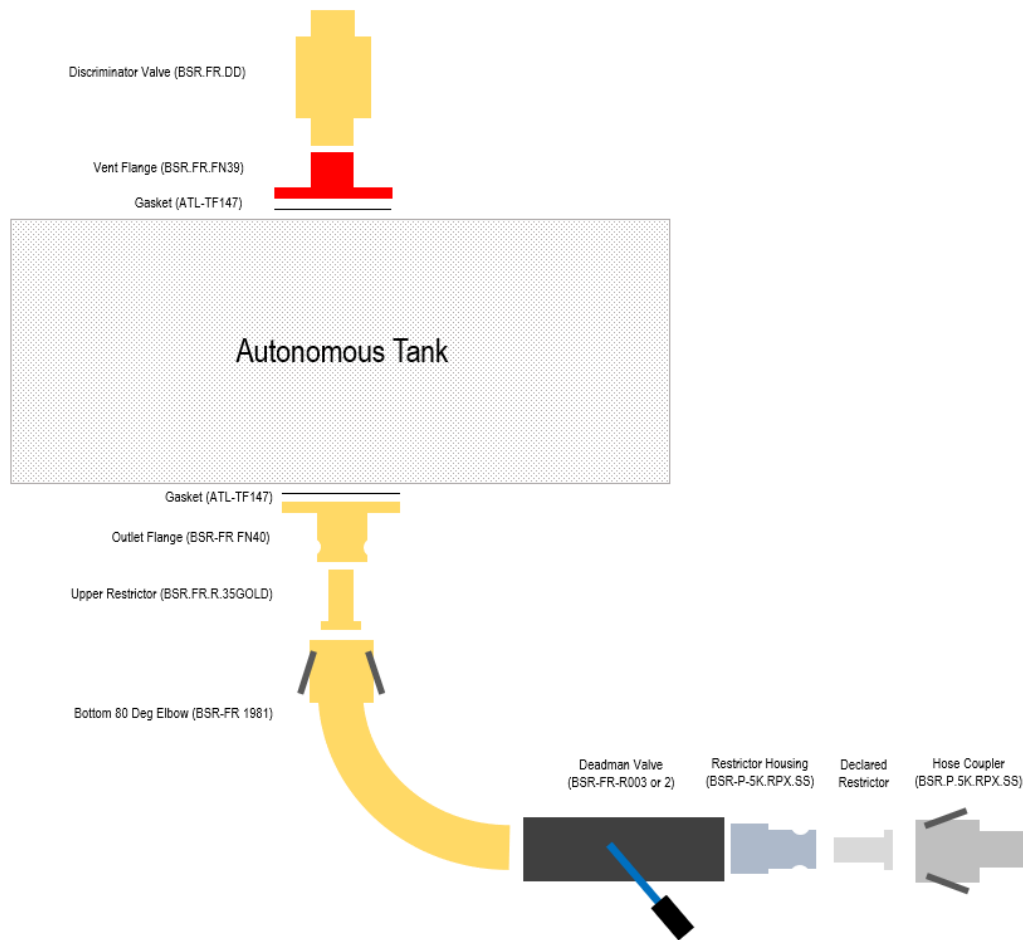 Discriminator Valve (BSR.FR.DD)
Vent Flange (BSR.FR.FN39)
Gasket (ATL-TF147)
Autonomous Tank
Gasket (ATL-TF147)
Outlet Flange (BSR-FR FN40)
Upper Restrictor (BSR.FR.R.35GOLD)
Bottom 80 Deg Elbow (BSR-FR 1981)
Deadman Valve
(BSR-FR-R003 or 2)
Restrictor Housing
(BSR-P-5K.RPX.SS)
Declared
Restrictor
Hose Coupler
(BSR.P.5K.RPX.SS)